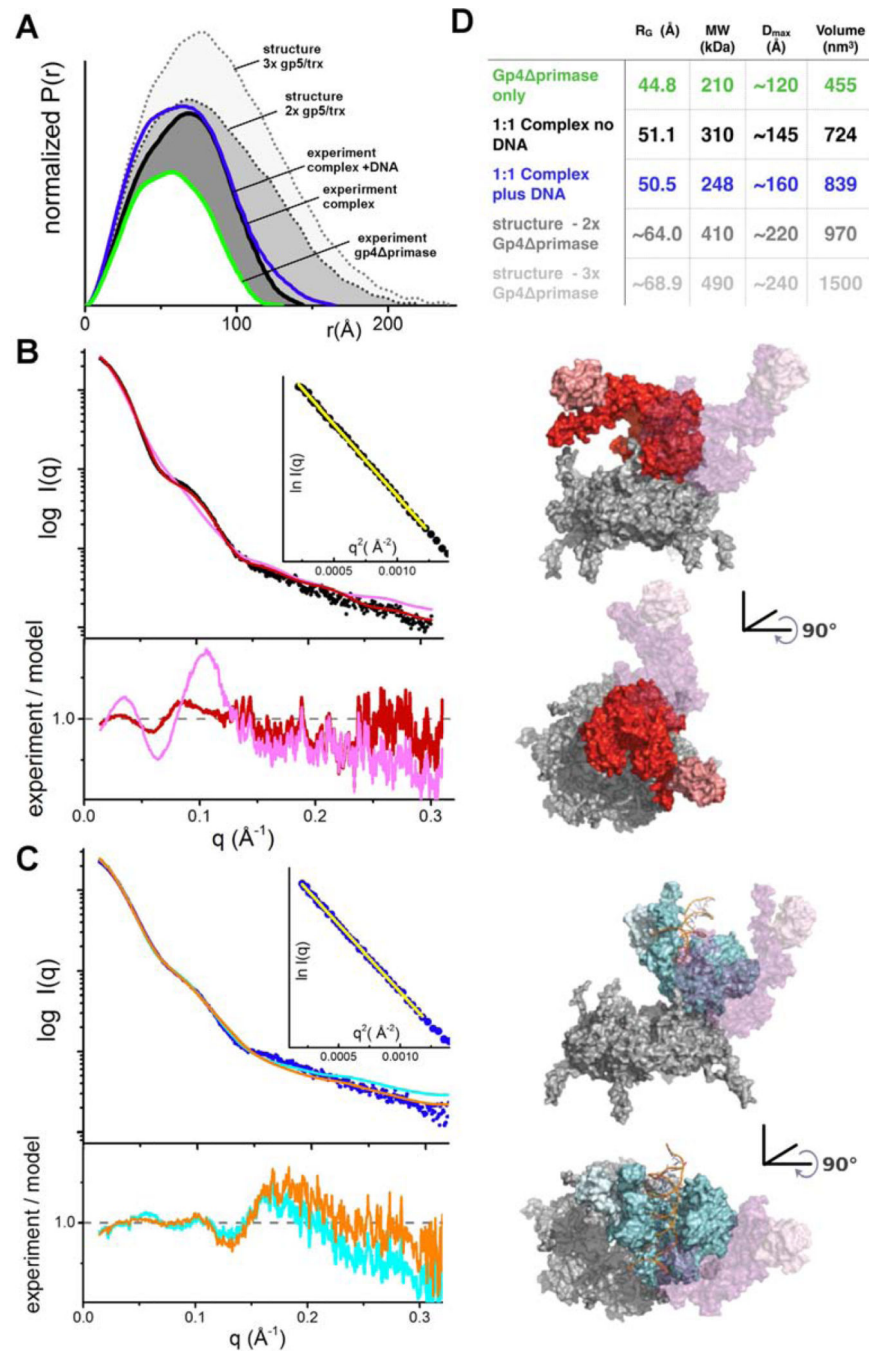 A
normalized P(r)
structure
3x gp5/trx
structure
2x gp5/trx
experiment
complex +DNA
experirment
complex
experiment
gp4Δprimase
0
100
200
r(Å)
D
R_G (Å)
MW
(kDa)
D_max
(Å)
Volume
(nm³)
Gp4Δprimase
only
44.8
210
~120
455
1:1 Complex no
DNA
51.1
310
~145
724
1:1 Complex
plus DNA
50.5
248
~160
839
structure - 2x
Gp4Δprimase
~64.0
410
~220
970
structure - 3x
Gp4Δprimase
~68.9
490
~240
1500
B
log I(q)
ln I(q)
q²( Å⁻²)
0.0005
0.0010
experiment / model
1.0
0.0
0.1
0.2
0.3
q (Å⁻¹)
90°
C
log I(q)
ln I(q)
q²( Å⁻²)
0.0005
0.0010
experiment / model
1.0
0.0
0.1
0.2
0.3
q (Å⁻¹)
90°